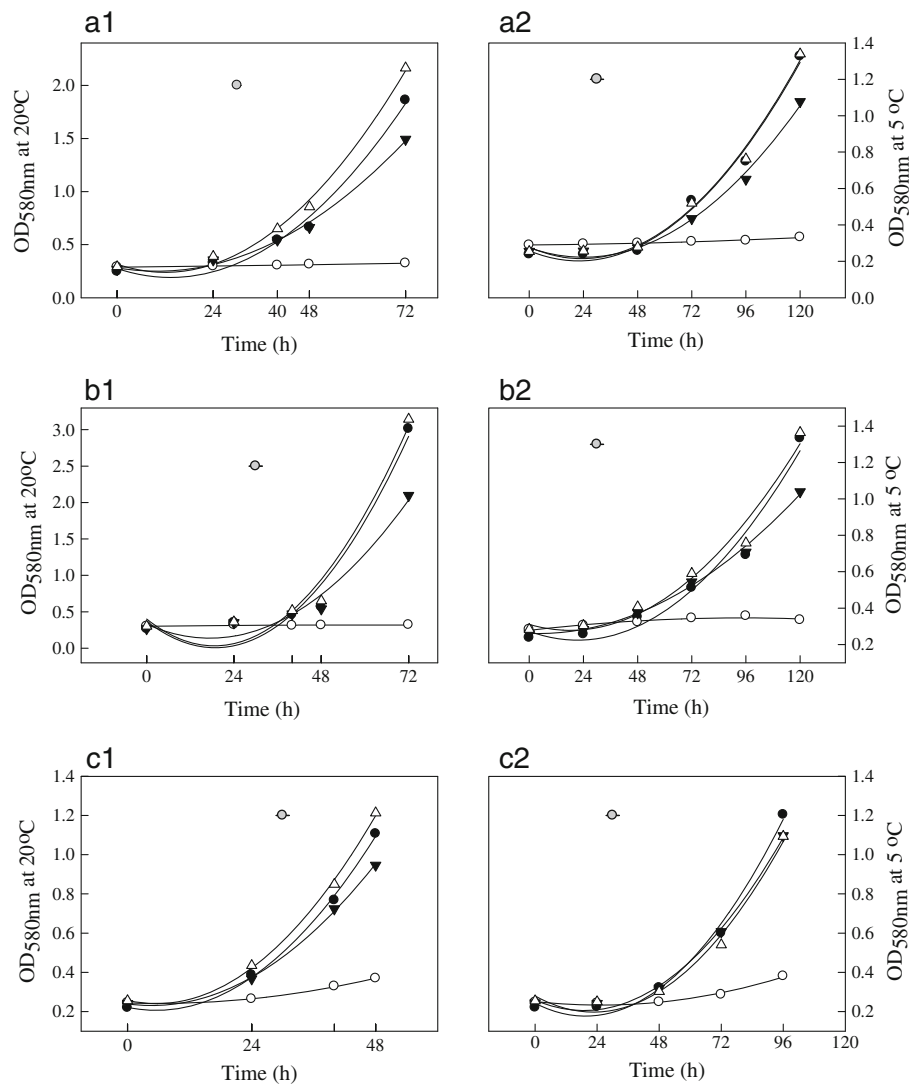 a1
a2
OD580nm at 20oC
2.0
1.5
1.0
0.5
0.0
0 24 40 48 72
Time (h)
1.4
1.2
1.0
0.8
0.6
0.4
0.2
0.0
OD580nm at 5 oC
0 24 48 72 96 120
Time (h)
b1
b2
OD580nm at 20oC
3.0
2.5
2.0
1.5
1.0
0.5
0.0
0 24 48 72
Time (h)
1.4
1.2
1.0
0.8
0.6
0.4
0.2
OD580nm at 5 oC
0 24 48 72 96 120
Time (h)
c1
c2
OD580nm at 20oC
1.4
1.2
1.0
0.8
0.6
0.4
0.2
0 24 48
Time (h)
1.4
1.2
1.0
0.8
0.6
0.4
0.2
OD580nm at 5 oC
0 24 48 72 96 120
Time (h)